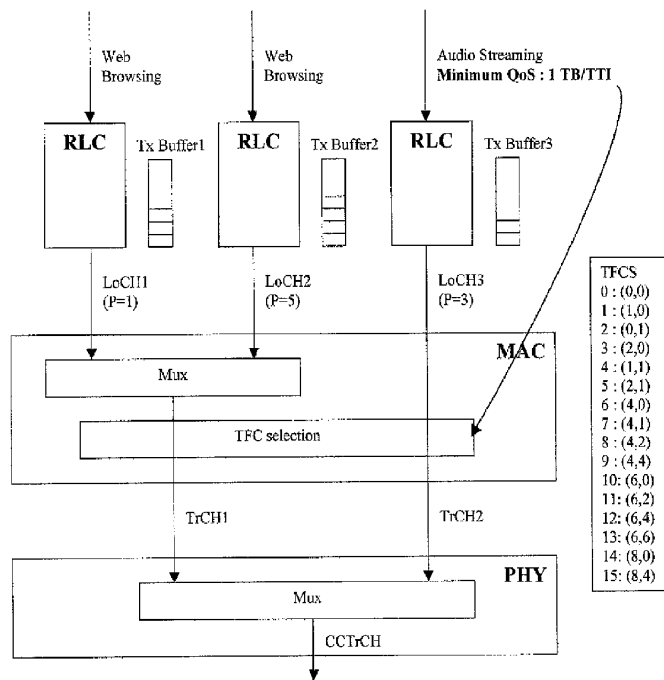 Web
Browsing
Web
Browsing
Audio Streaming
Minimum QoS : 1 TB/TTI
RLC
Tx Buffer1
RLC
Tx Buffer2
RLC
Tx Buffer3
LoCH1
(P=1)
LoCH2
(P=5)
LoCH3
(P=3)
TFCS
0 : (0,0)
1 : (1,0)
2 : (0,1)
3 : (2,0)
4 : (1,1)
5 : (2,1)
6 : (4,0)
7 : (4,1)
8 : (4,2)
9 : (4,4)
10: (6,0)
11: (6,2)
12: (6,4)
13: (6,6)
14: (8,0)
15: (8,4)
MAC
Mux
TFC selection
TrCH1
TrCH2
PHY
Mux
CCTrCH